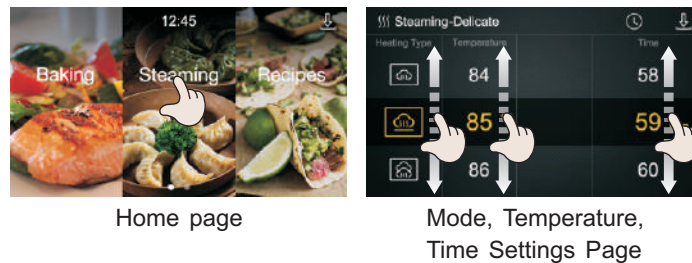 12:45
Baking Steaming Recipes
Home page
Steaming-Delicate
Heating Type Temperature Time
84 58
85 59
86 60
Mode, Temperature,
Time Settings Page